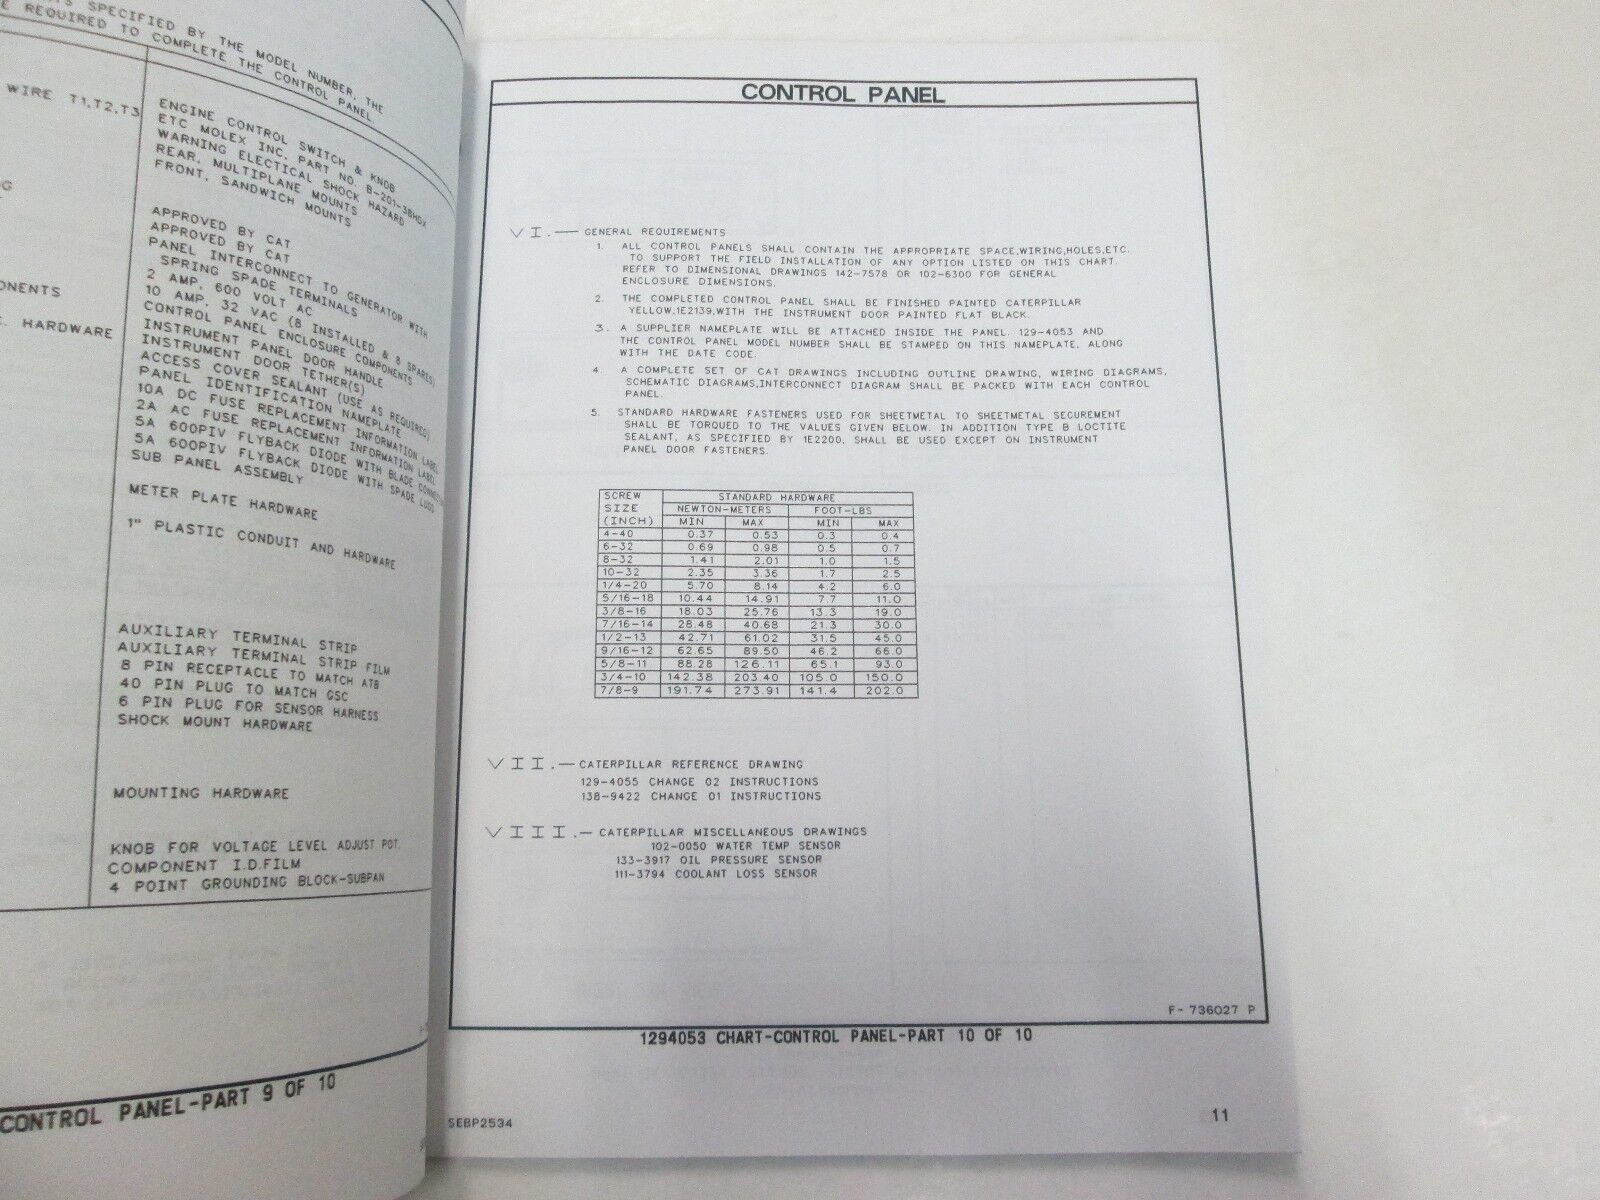 TS SPECIFIED BY THE MODEL NUMBER, THE
E REQUIRED TO COMPLETE THE CONTROL PANEL.
WIRE T1,T2,T3
ENGINE CONTROL SWITCH & KNOB
ETC MOLEX INC. PART NO. B-201-38HDX
WARNING ELECTICAL SHOCK HAZARD
REAR, MULTIPLANE MOUNTS
FRONT, SANDWICH MOUNTS
APPROVED BY CAT
APPROVED BY CAT
PANEL INTERCONNECT TO GENERATOR WITH
SPRING SPADE TERMINALS
2 AMP, 600 VOLT AC
10 AMP, 32 VAC (8 INSTALLED & 8 SPARES)
ONENTS
CONTROL PANEL ENCLOSURE COMPONENTS
HARDWARE
INSTRUMENT PANEL DOOR HANDLE
INSTRUMENT DOOR TETHER(S)
ACCESS COVER SEALANT (USE AS REQUIRED)
PANEL IDENTIFICATION NAMEPLATE
10A DC FUSE REPLACEMENT INFORMATION LABEL
2A AC FUSE REPLACEMENT INFORMATION LABEL
5A 600PIV FLYBACK DIODE WITH BLADE
5A 600PIV FLYBACK DIODE WITH SPADE LUGS
SUB PANEL ASSEMBLY
METER PLATE HARDWARE
1" PLASTIC CONDUIT AND HARDWARE
AUXILIARY TERMINAL STRIP
AUXILIARY TERMINAL STRIP FILM
8 PIN RECEPTACLE TO MATCH ATB
40 PIN PLUG TO MATCH GSC
6 PIN PLUG FOR SENSOR HARNESS
SHOCK MOUNT HARDWARE
MOUNTING HARDWARE
KNOB FOR VOLTAGE LEVEL ADJUST POT.
COMPONENT I.D.FILM
4 POINT GROUNDING BLOCK-SUBPAN
CONTROL PANEL-PART 9 OF 10
CONTROL PANEL
VI.— GENERAL REQUIREMENTS
1. ALL CONTROL PANELS SHALL CONTAIN THE APPROPRIATE SPACE,WIRING,HOLES,ETC.
TO SUPPORT THE FIELD INSTALLATION OF ANY OPTION LISTED ON THIS CHART.
REFER TO DIMENSIONAL DRAWINGS 142-7578 OR 102-6300 FOR GENERAL
ENCLOSURE DIMENSIONS.
2. THE COMPLETED CONTROL PANEL SHALL BE FINISHED PAINTED CATERPILLAR
YELLOW,1E2139,WITH THE INSTRUMENT DOOR PAINTED FLAT BLACK.
3. A SUPPLIER NAMEPLATE WILL BE ATTACHED INSIDE THE PANEL. 129-4053 AND
THE CONTROL PANEL MODEL NUMBER SHALL BE STAMPED ON THIS NAMEPLATE, ALONG
WITH THE DATE CODE.
4. A COMPLETE SET OF CAT DRAWINGS INCLUDING OUTLINE DRAWING, WIRING DIAGRAMS,
SCHEMATIC DIAGRAMS,INTERCONNECT DIAGRAM SHALL BE PACKED WITH EACH CONTROL
PANEL.
5. STANDARD HARDWARE FASTENERS USED FOR SHEETMETAL TO SHEETMETAL SECUREMENT
SHALL BE TORQUED TO THE VALUES GIVEN BELOW. IN ADDITION TYPE B LOCTITE
SEALANT, AS SPECIFIED BY 1E2200, SHALL BE USED EXCEPT ON INSTRUMENT
PANEL DOOR FASTENERS.
SCREW STANDARD HARDWARE
SIZE NEWTON-METERS FOOT-LBS
(INCH) MIN MAX MIN MAX
4-40 0.37 0.53 0.3 0.4
6-32 0.69 0.98 0.5 0.7
8-32 1.41 2.01 1.0 1.5
10-32 2.35 3.36 1.7 2.5
1/4-20 5.70 8.14 4.2 6.0
5/16-18 10.44 14.91 7.7 11.0
3/8-16 18.03 25.76 13.3 19.0
7/16-14 28.48 40.68 21.3 30.0
1/2-13 42.71 61.02 31.5 45.0
9/16-12 62.65 89.50 46.2 66.0
5/8-11 88.28 126.11 65.1 93.0
3/4-10 142.38 203.40 105.0 150.0
7/8-9 191.74 273.91 141.4 202.0
VII.— CATERPILLAR REFERENCE DRAWING
129-4055 CHANGE 02 INSTRUCTIONS
138-9422 CHANGE 01 INSTRUCTIONS
VIII.— CATERPILLAR MISCELLANEOUS DRAWINGS
102-0050 WATER TEMP SENSOR
133-3917 OIL PRESSURE SENSOR
111-3794 COOLANT LOSS SENSOR
F- 736027 P
1294053 CHART-CONTROL PANEL-PART 10 OF 10
SEBP2534
11